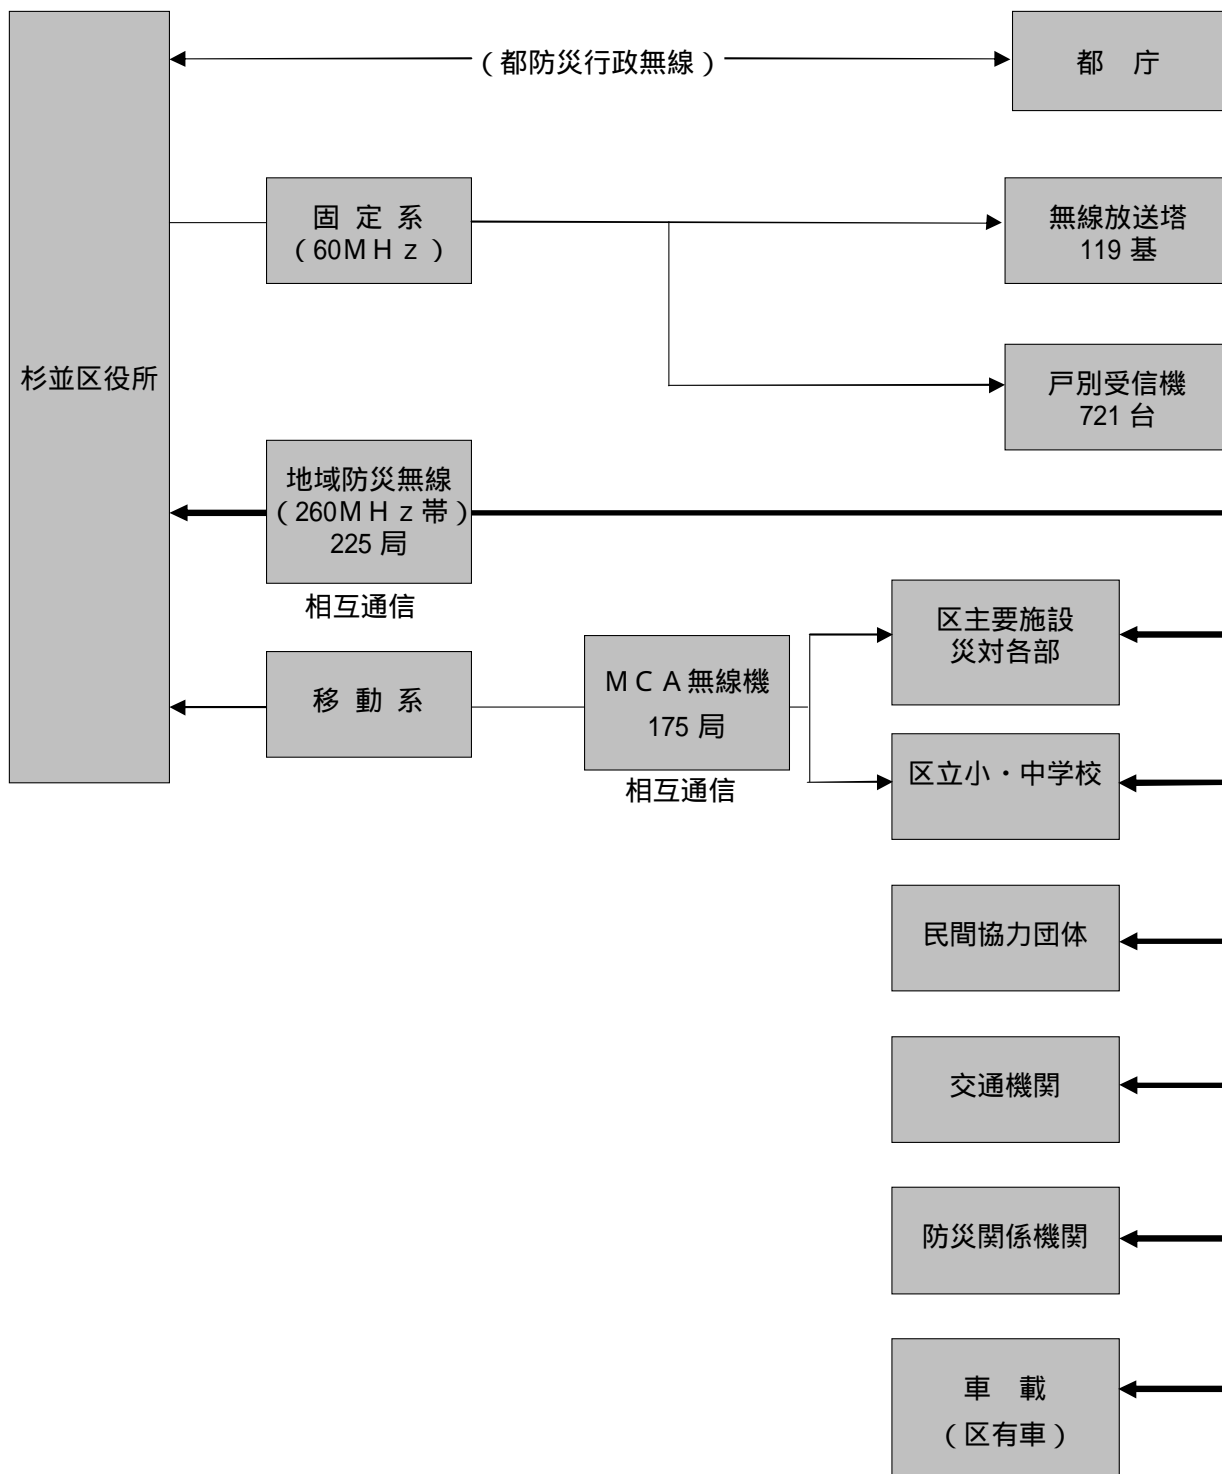 （都防災行政無線）
都　庁
固 定 系
（60ＭＨｚ）
無線放送塔
119 基
杉並区役所
戸別受信機
721 台
地域防災無線
（260ＭＨｚ帯）
225 局
相互通信
区主要施設
災対各部
移 動 系
ＭＣＡ無線機
175 局
相互通信
区立小・中学校
民間協力団体
交通機関
防災関係機関
車　載
（区有車）